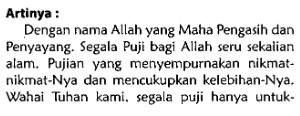 Artinya :
Dengan nama Allah yang Maha Pengasih dan
Penyayang. Segala Puji bagi Allah seru sekalian
alam. Pujian yang menyempurnakan nikmat-
nikmat-Nya dan mencukupkan kelebihan-Nya.
Wahai Tuhan kami, segala puji hanya untuk-